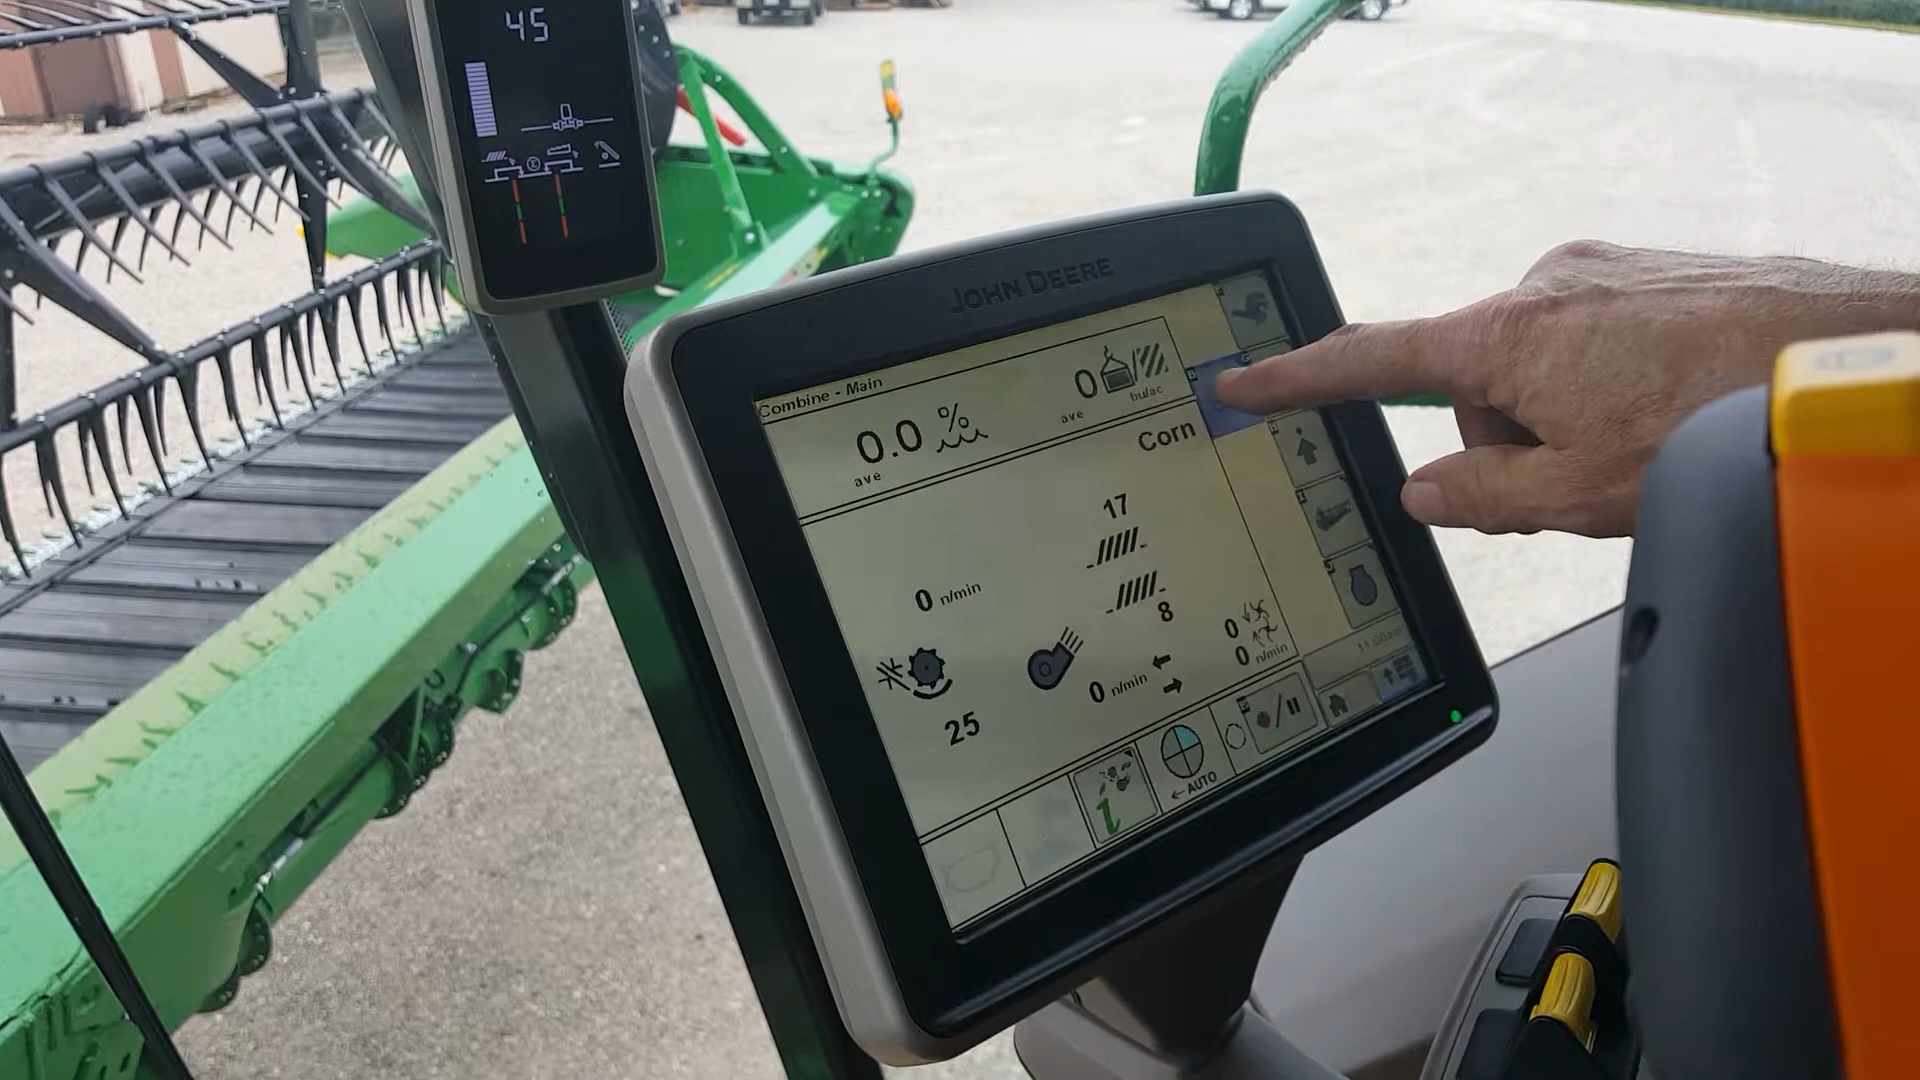 45
JOHN DEERE
Combine - Main
0.0 %
ave
0
ave
bu/ac
Corn
17
0 n/min
8
25
0 n/min
0
0 n/min
← AUTO